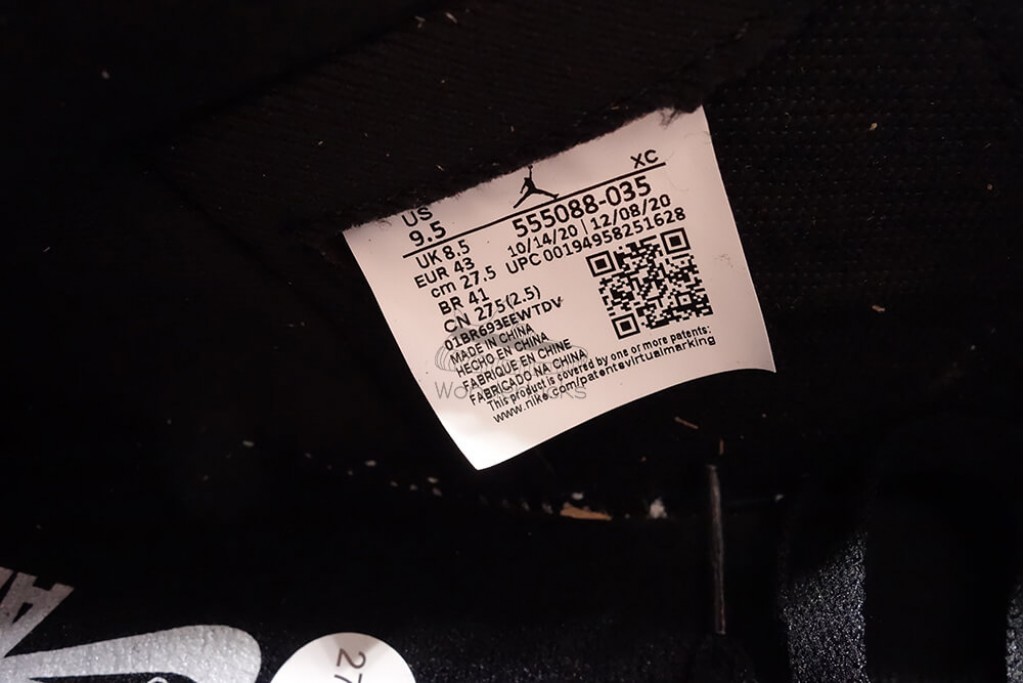 US
XC
9.5
555088-035
UK 8.5
10/14/20 | 12/08/20
EUR 43
UPC 00194958251628
cm 27.5
BR 41
CN 275(2.5)
01BR693EEWTDV
MADE IN CHINA
HECHO EN CHINA
FABRIQUE EN CHINE
FABRICADO NA CHINA
This product is covered by one or more patents:
www.nike.com/patentsvirtualmarking
27